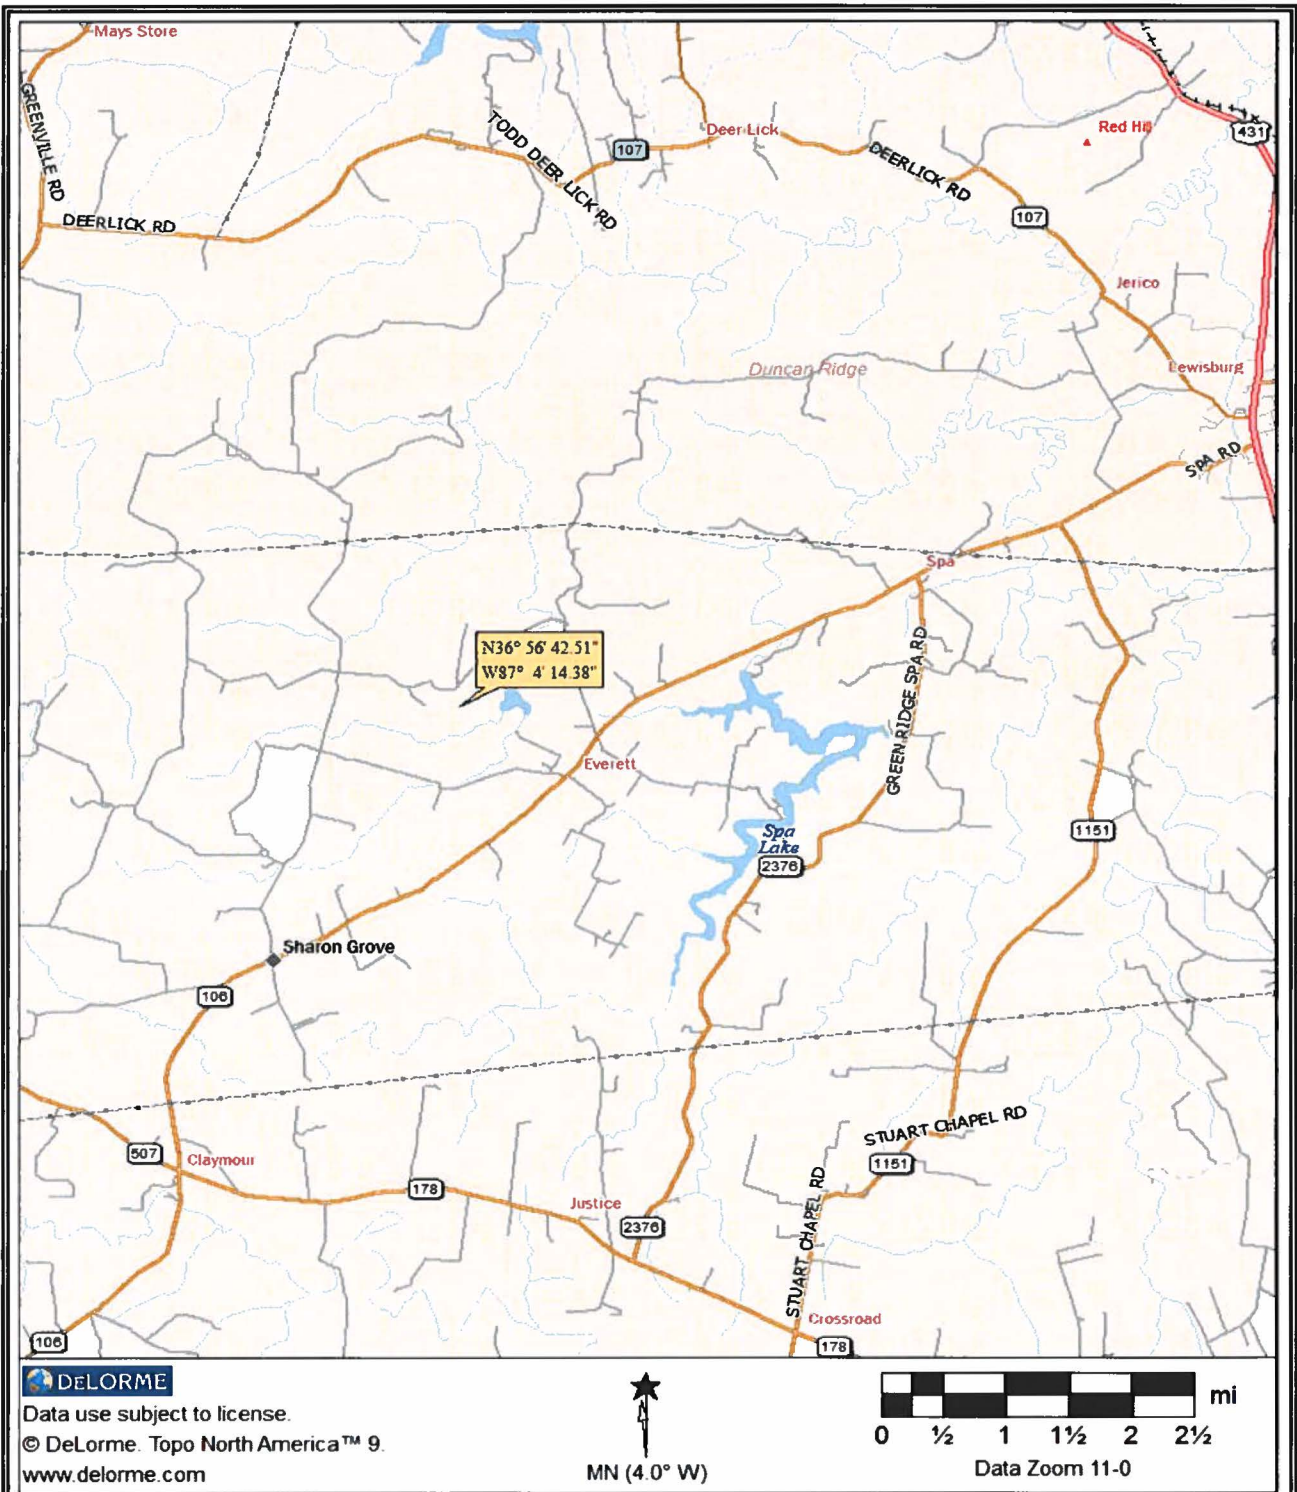 Mays Store
GREENVILLE RD
TODD DEER LICK RD
107
Deer Lick
Red Hill
431
DEERLICK RD
DEERLICK RD
107
Jerico
Duncan Ridge
Lewisburg
SPA RD
Spa
N36° 56' 42.51"
W87° 4' 14.38"
GREEN RIDGE SPA RD
Everett
Spa
Lake
2376
1151
Sharon Grove
106
507
Claymour
STUART CHAPEL RD
1151
178
Justice
2376
STUART CHAPEL RD
Crossroad
106
178
DELORME
Data use subject to license.
© DeLorme. Topo North America™ 9.
www.delorme.com
MN (4.0° W)
mi
0 ½ 1 1½ 2 2½
Data Zoom 11-0